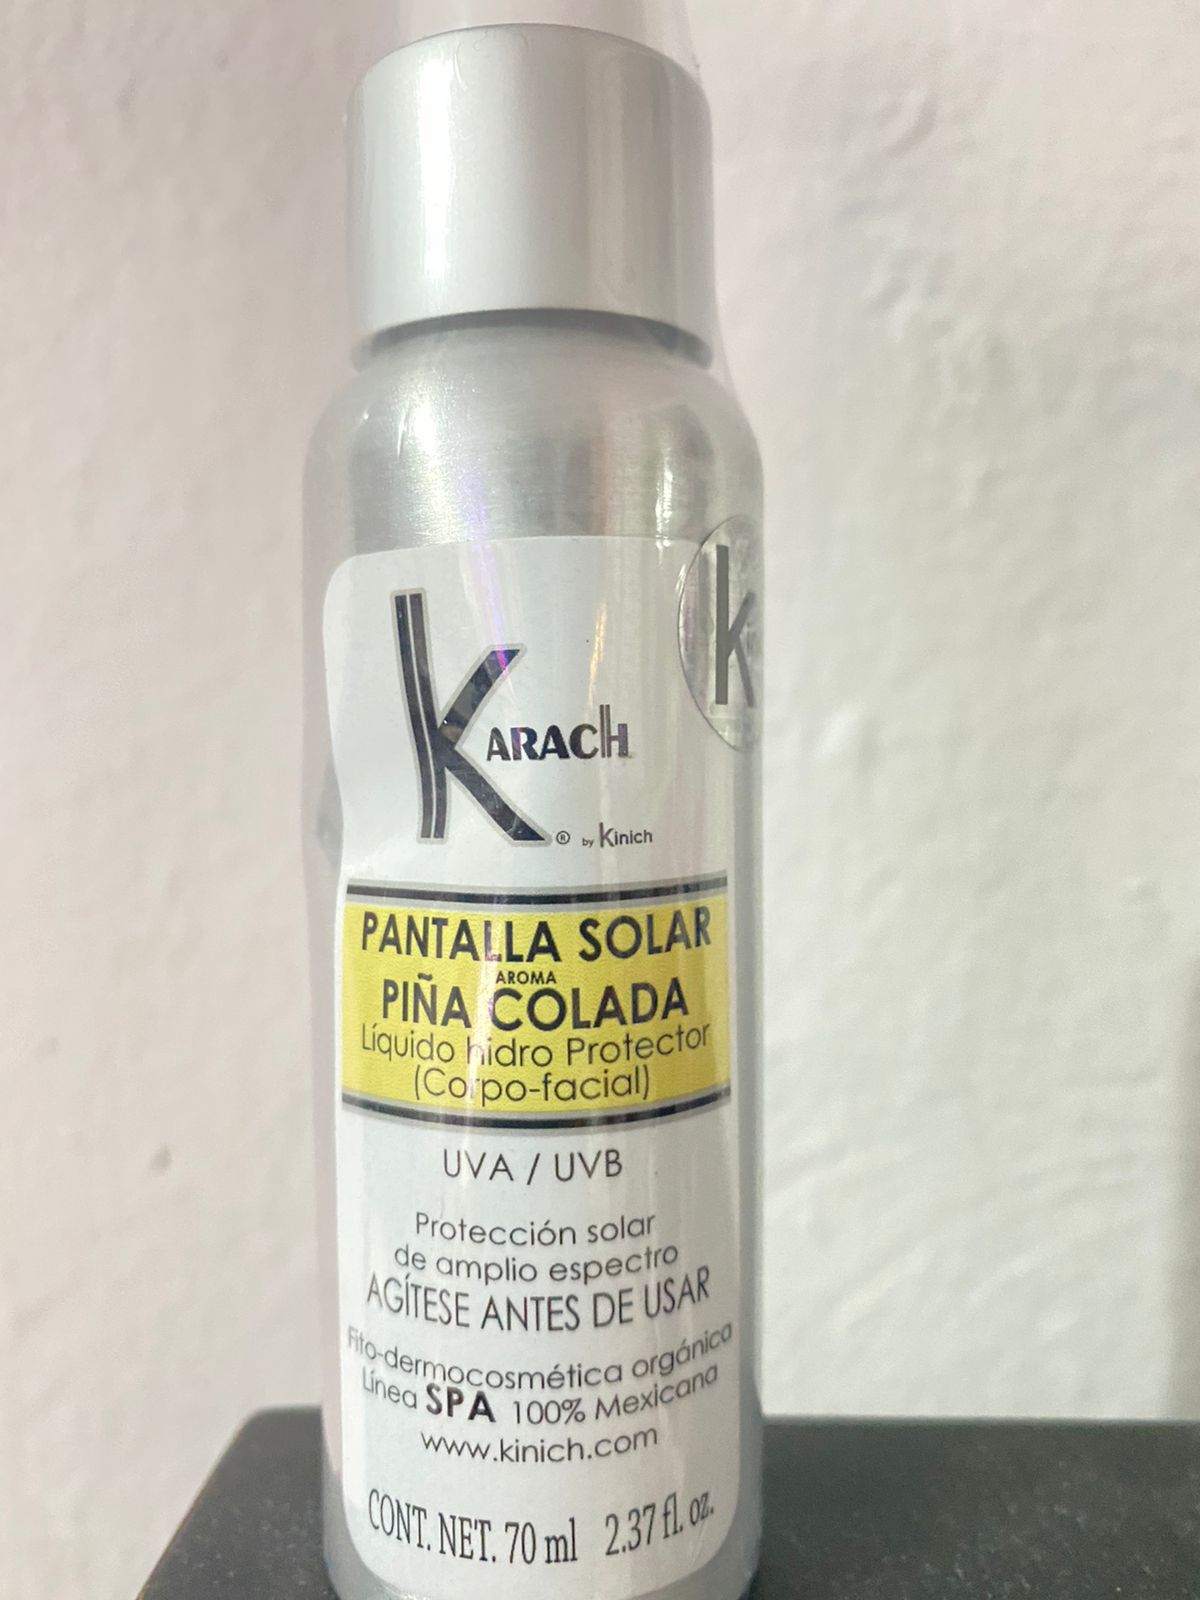 KARACH
® by Kinich
K
PANTALLA SOLAR
AROMA
PIÑA COLADA
Líquido hidro Protector
(Corpo-facial)
UVA / UVB
Protección solar
de amplio espectro
AGÍTESE ANTES DE USAR
Fito-dermocosmética orgánica
Línea SPA 100% Mexicana
www.kinich.com
CONT. NET. 70 ml 2.37 fl. oz.